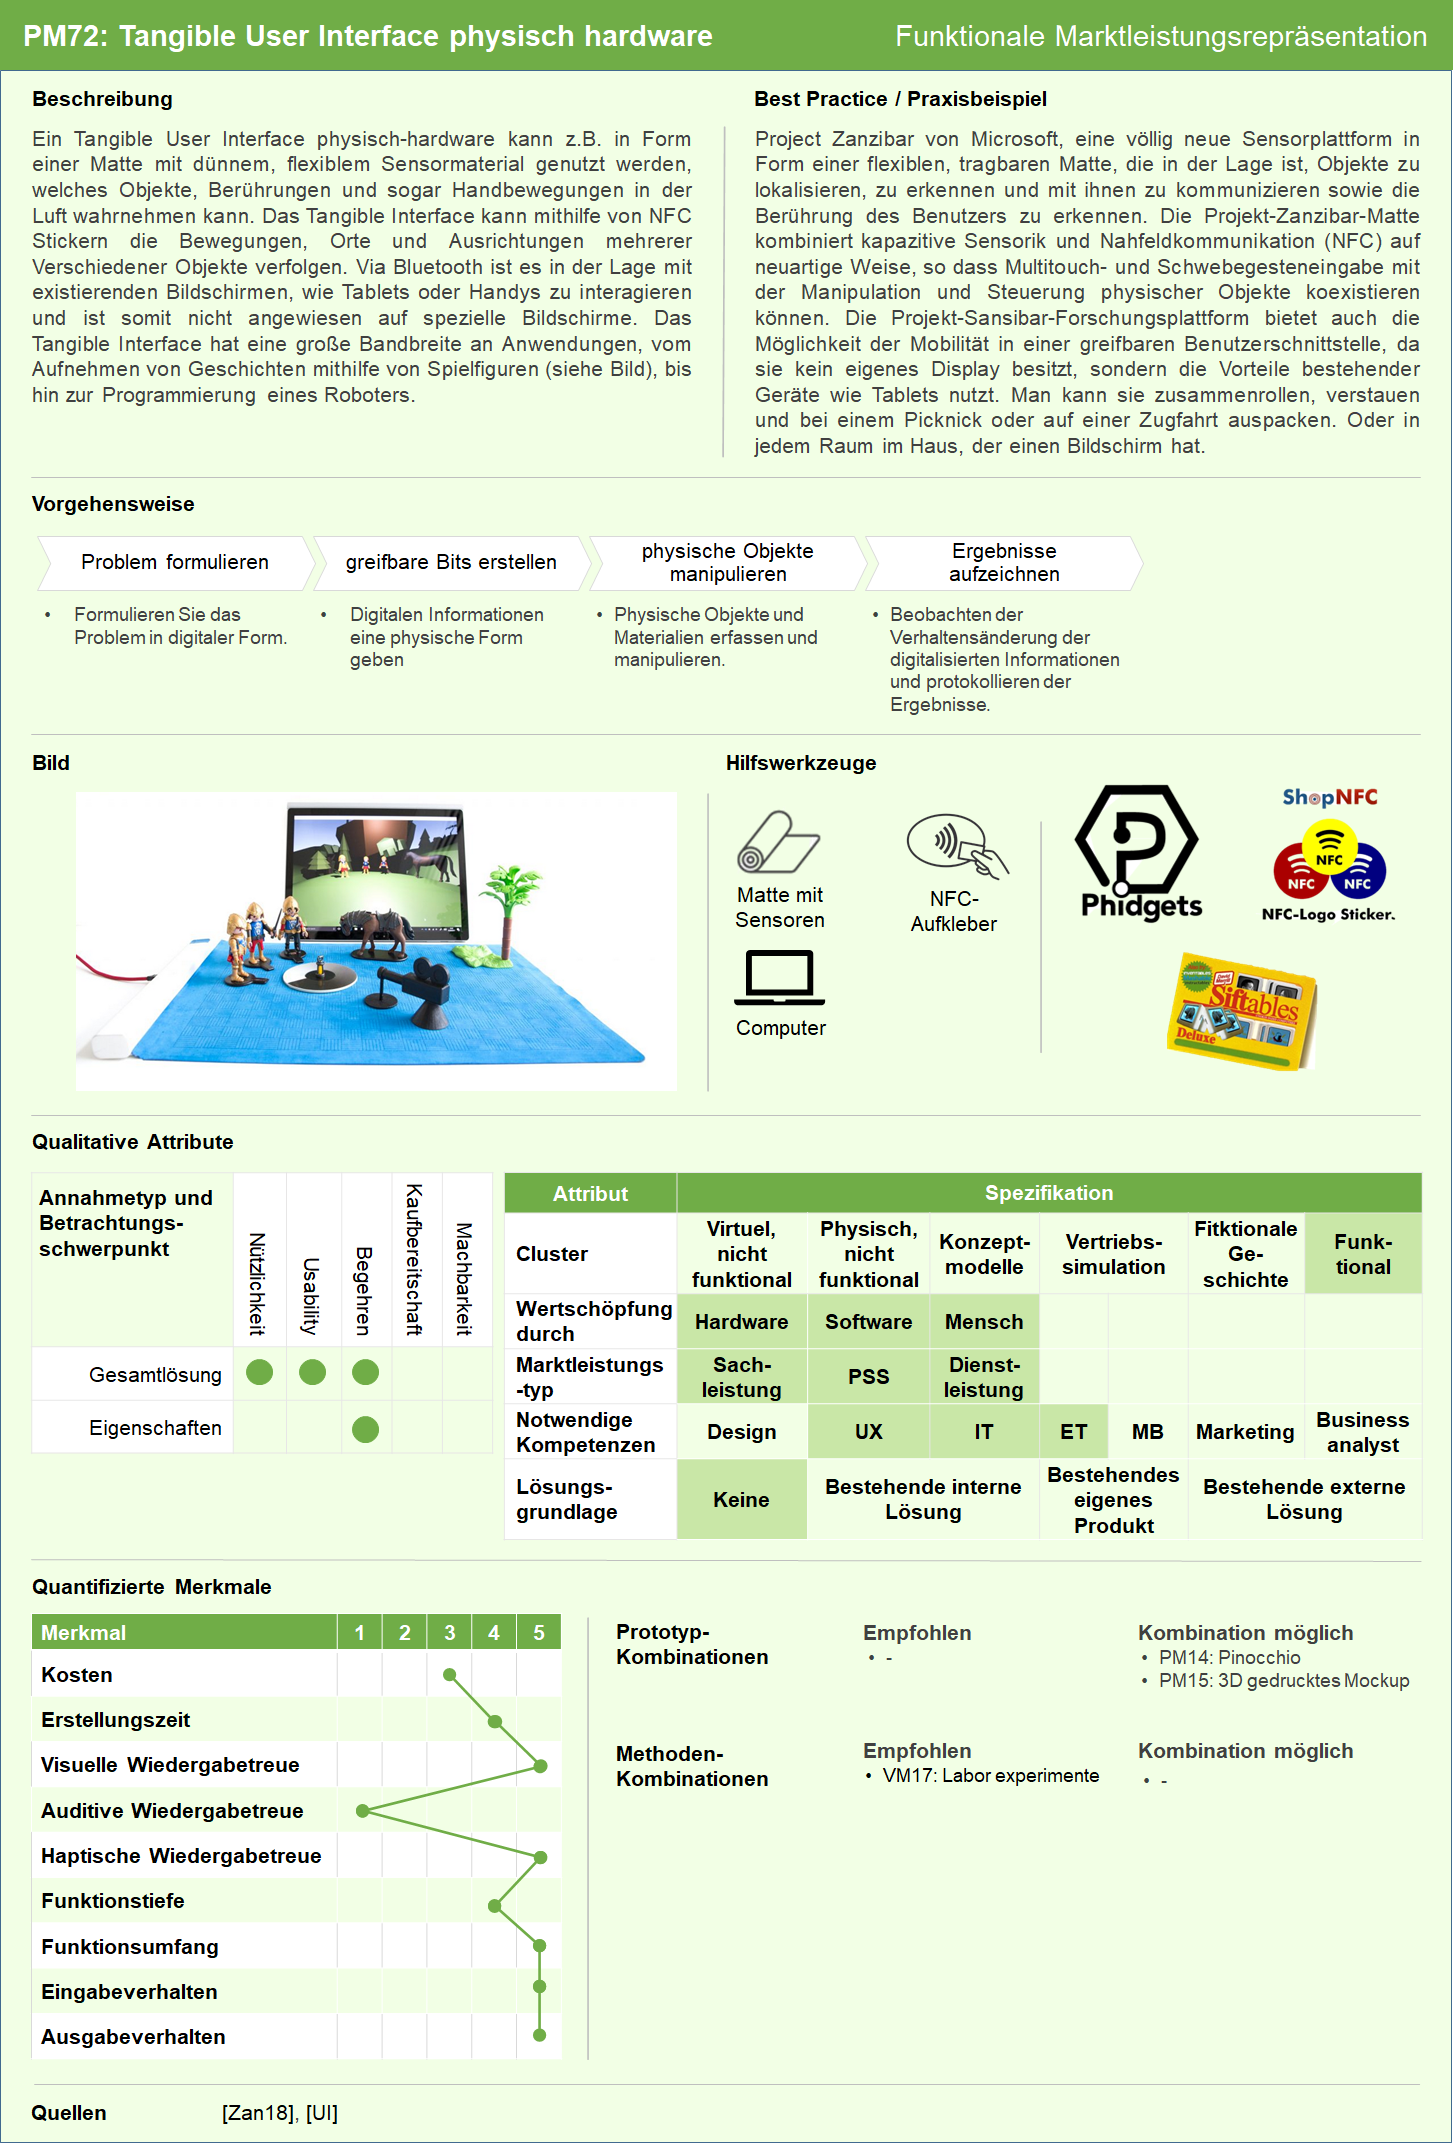 PM72: Tangible User Interface physisch hardware
Funktionale Marktleistungsrepräsentation
Beschreibung
Ein Tangible User Interface physisch-hardware kann z.B. in Form
einer Matte mit dünnem, flexiblem Sensormaterial genutzt werden,
welches Objekte, Berührungen und sogar Handbewegungen in der
Luft wahrnehmen kann. Das Tangible Interface kann mithilfe von NFC
Stickern die Bewegungen, Orte und Ausrichtungen mehrerer
Verschiedener Objekte verfolgen. Via Bluetooth ist es in der Lage mit
existierenden Bildschirmen, wie Tablets oder Handys zu interagieren
und ist somit nicht angewiesen auf spezielle Bildschirme. Das
Tangible Interface hat eine große Bandbreite an Anwendungen, vom
Aufnehmen von Geschichten mithilfe von Spielfiguren (siehe Bild), bis
hin zur Programmierung eines Roboters.
Best Practice / Praxisbeispiel
Project Zanzibar von Microsoft, eine völlig neue Sensorplattform in
Form einer flexiblen, tragbaren Matte, die in der Lage ist, Objekte zu
lokalisieren, zu erkennen und mit ihnen zu kommunizieren sowie die
Berührung des Benutzers zu erkennen. Die Projekt-Zanzibar-Matte
kombiniert kapazitive Sensorik und Nahfeldkommunikation (NFC) auf
neuartige Weise, so dass Multitouch- und Schwebegesteneingabe mit
der Manipulation und Steuerung physischer Objekte koexistieren
können. Die Projekt-Sansibar-Forschungsplattform bietet auch die
Möglichkeit der Mobilität in einer greifbaren Benutzerschnittstelle, da
sie kein eigenes Display besitzt, sondern die Vorteile bestehender
Geräte wie Tablets nutzt. Man kann sie zusammenrollen, verstauen
und bei einem Picknick oder auf einer Zugfahrt auspacken. Oder in
jedem Raum im Haus, der einen Bildschirm hat.
Vorgehensweise
Problem formulieren
greifbare Bits erstellen
physische Objekte
manipulieren
Ergebnisse
aufzeichnen
• Formulieren Sie das
Problem in digitaler Form.
• Digitalen Informationen
eine physische Form
geben
• Physische Objekte und
Materialien erfassen und
manipulieren.
• Beobachten der
Verhaltensänderung der
digitalisierten Informationen
und protokollieren der
Ergebnisse.
Bild
Hilfswerkzeuge
Matte mit
Sensoren
NFC-
Aufkleber
Computer
Phidgets
ShopNFC
NFC
NFC
NFC
NFC-Logo Sticker.
Siftables
Deluxe
Qualitative Attribute
Annahmetyp und
Betrachtungs-
schwerpunkt
Nützlichkeit
Usability
Begehren
Kaufbereitschaft
Machbarkeit
Gesamtlösung
Eigenschaften
Attribut Spezifikation
Cluster
Virtuel,
nicht
funktional
Physisch,
nicht
funktional
Konzept-
modelle
Vertriebs-
simulation
Fitktionale
Ge-
schichte
Funk-
tional
Wertschöpfung
durch
Hardware Software Mensch
Marktleistungs
-typ
Sach-
leistung
PSS
Dienst-
leistung
Notwendige
Kompetenzen
Design UX IT ET MB Marketing
Business
analyst
Lösungs-
grundlage
Keine
Bestehende interne
Lösung
Bestehendes
eigenes
Produkt
Bestehende externe
Lösung
Quantifizierte Merkmale
Merkmal 1 2 3 4 5
Kosten
Erstellungszeit
Visuelle Wiedergabetreue
Auditive Wiedergabetreue
Haptische Wiedergabetreue
Funktionstiefe
Funktionsumfang
Eingabeverhalten
Ausgabeverhalten
Prototyp-
Kombinationen
Empfohlen
• -
Kombination möglich
• PM14: Pinocchio
• PM15: 3D gedrucktes Mockup
Methoden-
Kombinationen
Empfohlen
• VM17: Labor experimente
Kombination möglich
• -
Quellen [Zan18], [UI]